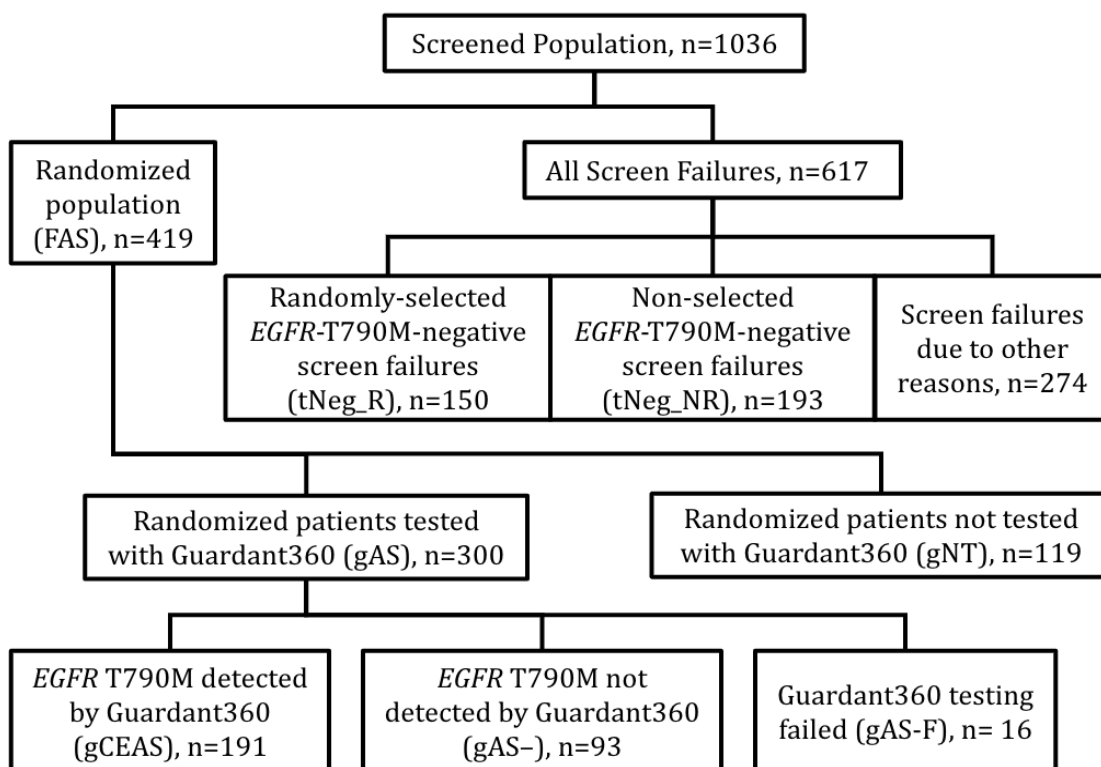 Screened Population, n=1036
Randomized
population
(FAS), n=419
All Screen Failures, n=617
Randomly-selected
EGFR-T790M-negative
screen failures
(tNeg_R), n=150
Non-selected
EGFR-T790M-negative
screen failures
(tNeg_NR), n=193
Screen failures
due to other
reasons, n=274
Randomized patients tested
with Guardant360 (gAS), n=300
Randomized patients not tested
with Guardant360 (gNT), n=119
EGFR T790M detected
by Guardant360
(gCEAS), n=191
EGFR T790M not
detected by Guardant360
(gAS–), n=93
Guardant360 testing
failed (gAS-F), n= 16